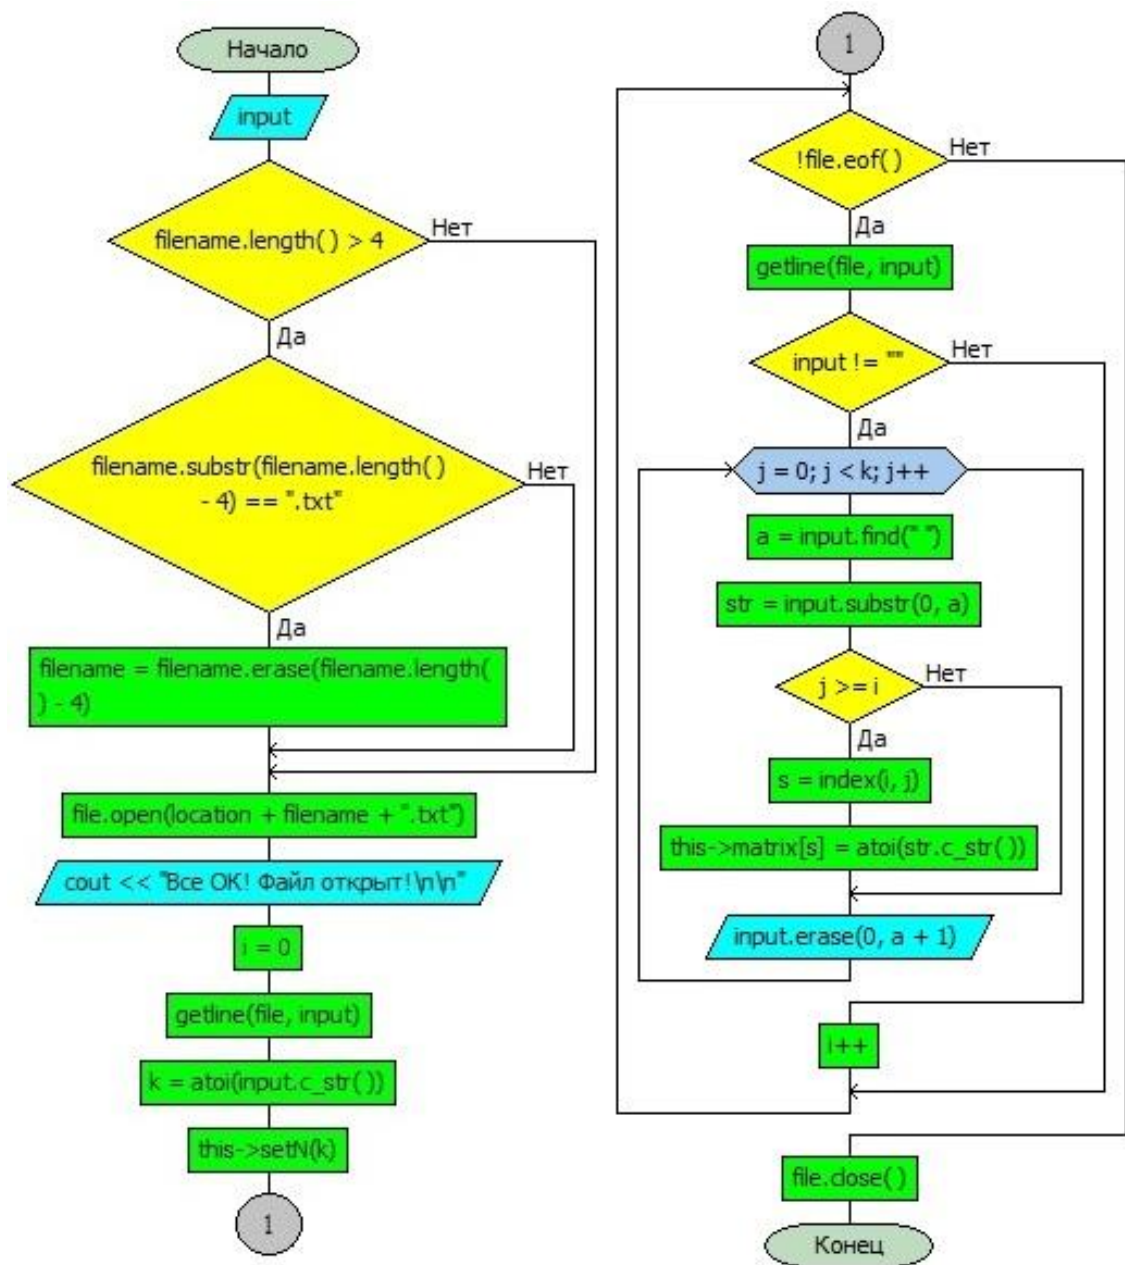 Начало
input
filename.length( ) > 4
Нет
Да
filename.substr(filename.length( )
- 4) == ".txt"
Нет
Да
filename = filename.erase(filename.length(
) - 4)
file.open(location + filename + ".txt")
cout << "Все ОК! Файл открыт!\n\n"
i = 0
getline(file, input)
k = atoi(input.c_str( ))
this->setN(k)
1
1
!file.eof( )
Нет
Да
getline(file, input)
input != ""
Нет
Да
j = 0; j < k; j++
a = input.find(" ")
str = input.substr(0, a)
j >= i
Нет
Да
s = index(i, j)
this->matrix[s] = atoi(str.c_str( ))
input.erase(0, a + 1)
i++
file.close( )
Конец